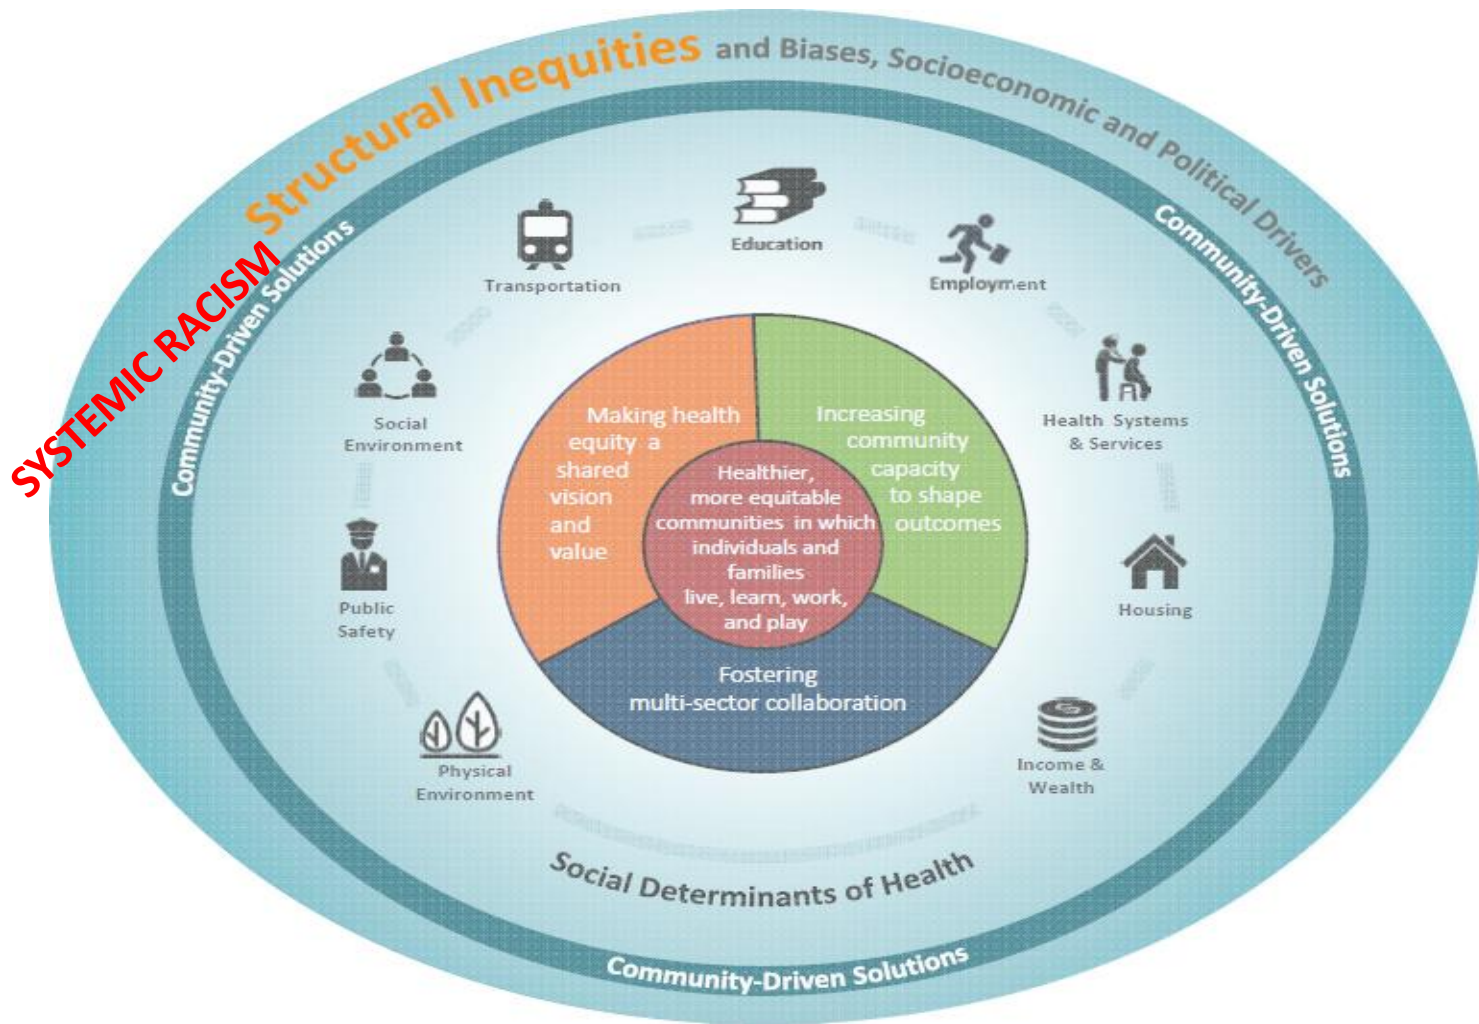 Structural Inequities and Biases, Socioeconomic and Political Drivers
SYSTEMIC RACISM
Community-Driven Solutions
Community-Driven Solutions
Education
Transportation
Employment
Social
Environment
Health Systems
& Services
Public
Safety
Housing
Physical
Environment
Income &
Wealth
Making health
equity a
shared
vision
and
value
Increasing
community
capacity
to shape
outcomes
Healthier,
more equitable
communities in which
individuals and
families
live, learn, work,
and play
Fostering
multi-sector collaboration
Social Determinants of Health
Community-Driven Solutions